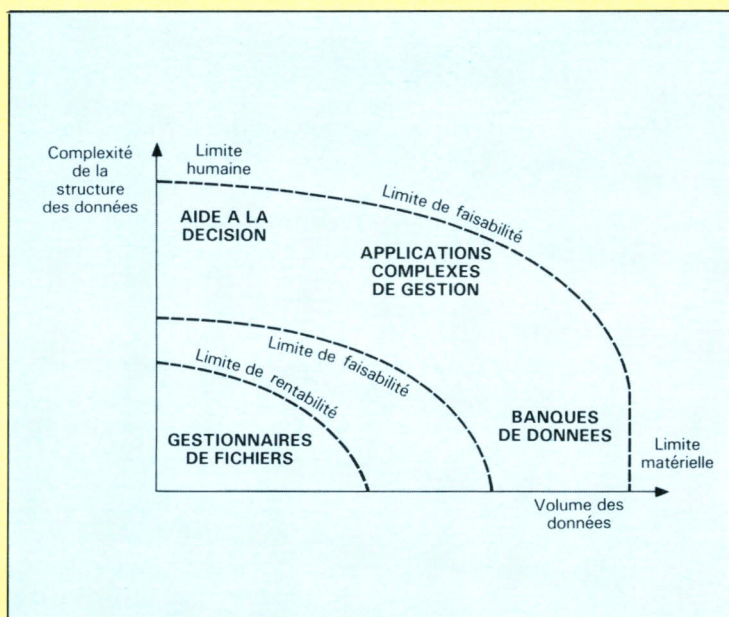 Complexité
de la
structure
des données
Limite
humaine
Limite de faisabilité
AIDE A LA
DECISION
APPLICATIONS
COMPLEXES
DE GESTION
Limite de faisabilité
Limite de rentabilité
GESTIONNAIRES
DE FICHIERS
BANQUES
DE DONNEES
Limite
matérielle
Volume des
données